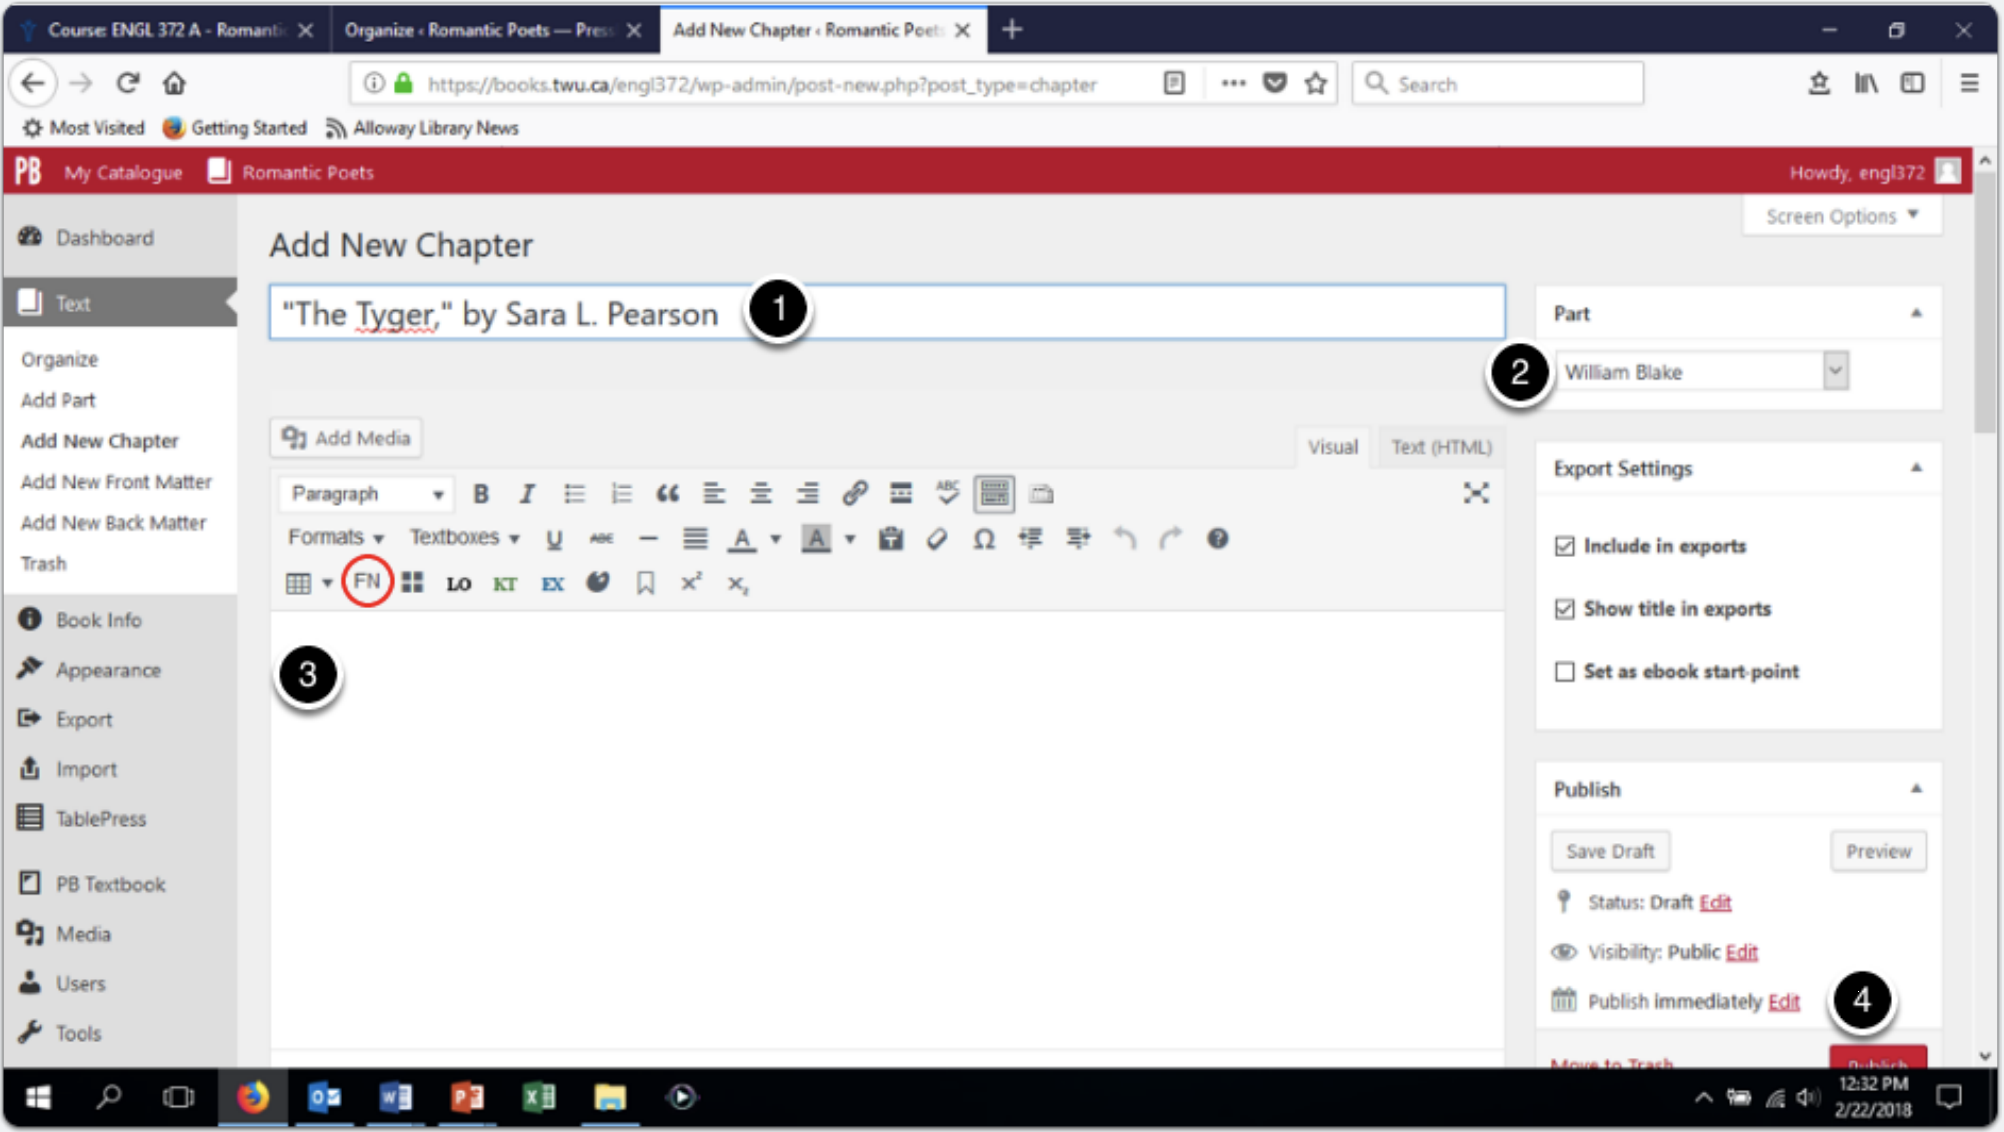 Course: ENGL 372 A - Romantic
Organize ‹ Romantic Poets — Press
Add New Chapter ‹ Romantic Poets
https://books.twu.ca/engl372/wp-admin/post-new.php?post_type=chapter
Search
Most Visited
Getting Started
Alloway Library News
PB
My Catalogue
Romantic Poets
Howdy, engl372
Screen Options
Dashboard
Text
Organize
Add Part
Add New Chapter
Add New Front Matter
Add New Back Matter
Trash
Book Info
Appearance
Export
Import
TablePress
PB Textbook
Media
Users
Tools
Add New Chapter
"The Tyger," by Sara L. Pearson
1
Add Media
Visual
Text (HTML)
Paragraph
B I
ABC
Formats
Textboxes
U
ABC
A
A
T
Ω
FN
LO
KT
EX
x²
x₂
3
Part
2
William Blake
Export Settings
Include in exports
Show title in exports
Set as ebook start-point
Publish
Save Draft
Preview
Status: Draft Edit
Visibility: Public Edit
Publish immediately Edit
4
Move to Trash
Publish
12:32 PM
2/22/2018